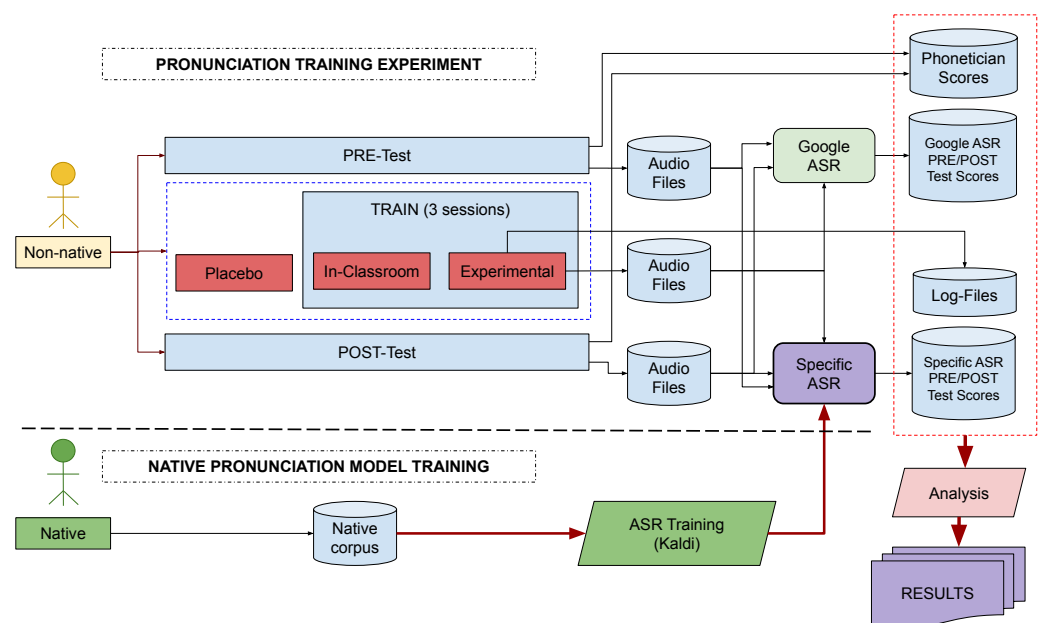 PRONUNCIATION TRAINING EXPERIMENT
Phonetician
Scores
PRE-Test
Audio
Files
Google
ASR
Google ASR
PRE/POST
Test Scores
Non-native
TRAIN (3 sessions)
Placebo
In-Classroom
Experimental
Audio
Files
Log-Files
POST-Test
Audio
Files
Specific
ASR
Specific ASR
PRE/POST
Test Scores
NATIVE PRONUNCIATION MODEL TRAINING
Analysis
Native
Native
corpus
ASR Training
(Kaldi)
RESULTS